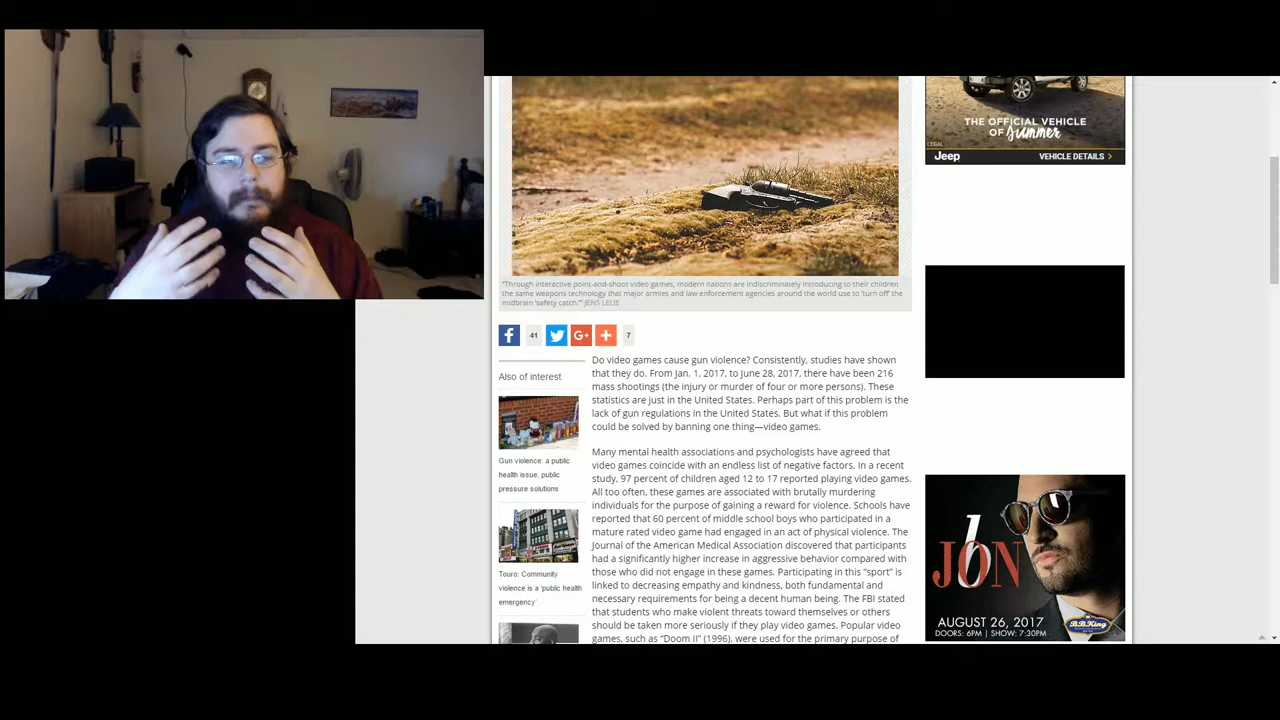 THE OFFICIAL VEHICLE
OF Summer
LEGAL
Jeep
VEHICLE DETAILS >
"Through interactive point-and-shoot video games, modern nations are indiscriminately introducing to their children
the same weapons technology that major armies and law enforcement agencies around the world use to 'turn off' the
midbrain 'safety catch.'" JENS LELIE
f 41 G+ + 7
Also of interest
Gun violence: a public
health issue, public
pressure solutions
Touro: Community
violence is a 'public health
emergency'
Do video games cause gun violence? Consistently, studies have shown
that they do. From Jan. 1, 2017, to June 28, 2017, there have been 216
mass shootings (the injury or murder of four or more persons). These
statistics are just in the United States. Perhaps part of this problem is the
lack of gun regulations in the United States. But what if this problem
could be solved by banning one thing—video games.
Many mental health associations and psychologists have agreed that
video games coincide with an endless list of negative factors. In a recent
study, 97 percent of children aged 12 to 17 reported playing video games.
All too often, these games are associated with brutally murdering
individuals for the purpose of gaining a reward for violence. Schools have
reported that 60 percent of middle school boys who participated in a
mature rated video game had engaged in an act of physical violence. The
Journal of the American Medical Association discovered that participants
had a significantly higher increase in aggressive behavior compared with
those who did not engage in these games. Participating in this "sport" is
linked to decreasing empathy and kindness, both fundamental and
necessary requirements for being a decent human being. The FBI stated
that students who make violent threats toward themselves or others
should be taken more seriously if they play video games. Popular video
games, such as "Doom II" (1996), were used for the primary purpose of
JON
b
AUGUST 26, 2017
DOORS: 6PM | SHOW: 7:30PM
B.B.King